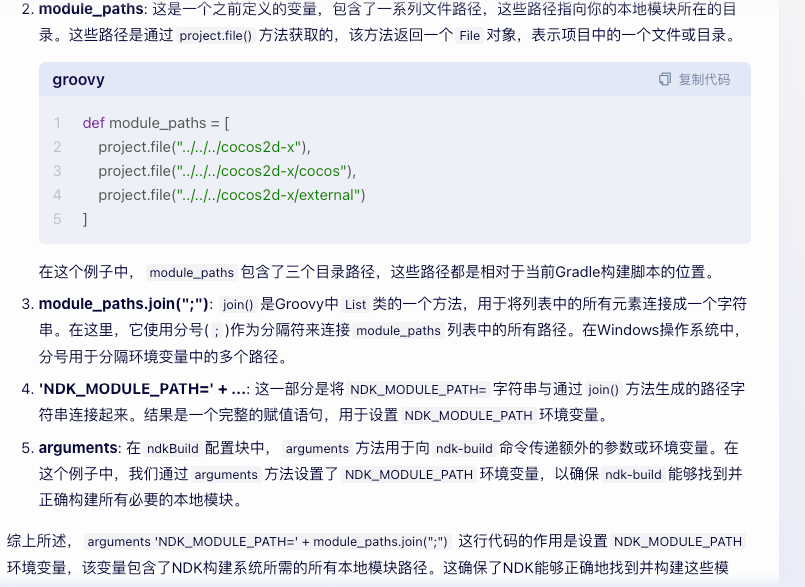 2. module_paths: 这是一个之前定义的变量，包含了一系列文件路径，这些路径指向你的本地模块所在的目
录。这些路径是通过 project.file() 方法获取的，该方法返回一个 File 对象，表示项目中的一个文件或目录。
groovy 复制代码
1 def module_paths = [
2 project.file("../../../cocos2d-x"),
3 project.file("../../../cocos2d-x/cocos"),
4 project.file("../../../cocos2d-x/external")
5 ]
在这个例子中， module_paths 包含了三个目录路径，这些路径都是相对于当前Gradle构建脚本的位置。
3. module_paths.join(";"): join() 是Groovy中 List 类的一个方法，用于将列表中的所有元素连接成一个字符
串。在这里，它使用分号( ; )作为分隔符来连接 module_paths 列表中的所有路径。在Windows操作系统中，
分号用于分隔环境变量中的多个路径。
4. 'NDK_MODULE_PATH=' + ...: 这一部分是将 NDK_MODULE_PATH= 字符串与通过 join() 方法生成的路径字
符串连接起来。结果是一个完整的赋值语句，用于设置 NDK_MODULE_PATH 环境变量。
5. arguments: 在 ndkBuild 配置块中， arguments 方法用于向 ndk-build 命令传递额外的参数或环境变量。在
这个例子中，我们通过 arguments 方法设置了 NDK_MODULE_PATH 环境变量，以确保 ndk-build 能够找到并
正确构建所有必要的本地模块。
综上所述， arguments 'NDK_MODULE_PATH=' + module_paths.join(";") 这行代码的作用是设置 NDK_MODULE_PATH
环境变量，该变量包含了NDK构建系统所需的所有本地模块路径。这确保了NDK能够正确地找到并构建这些模